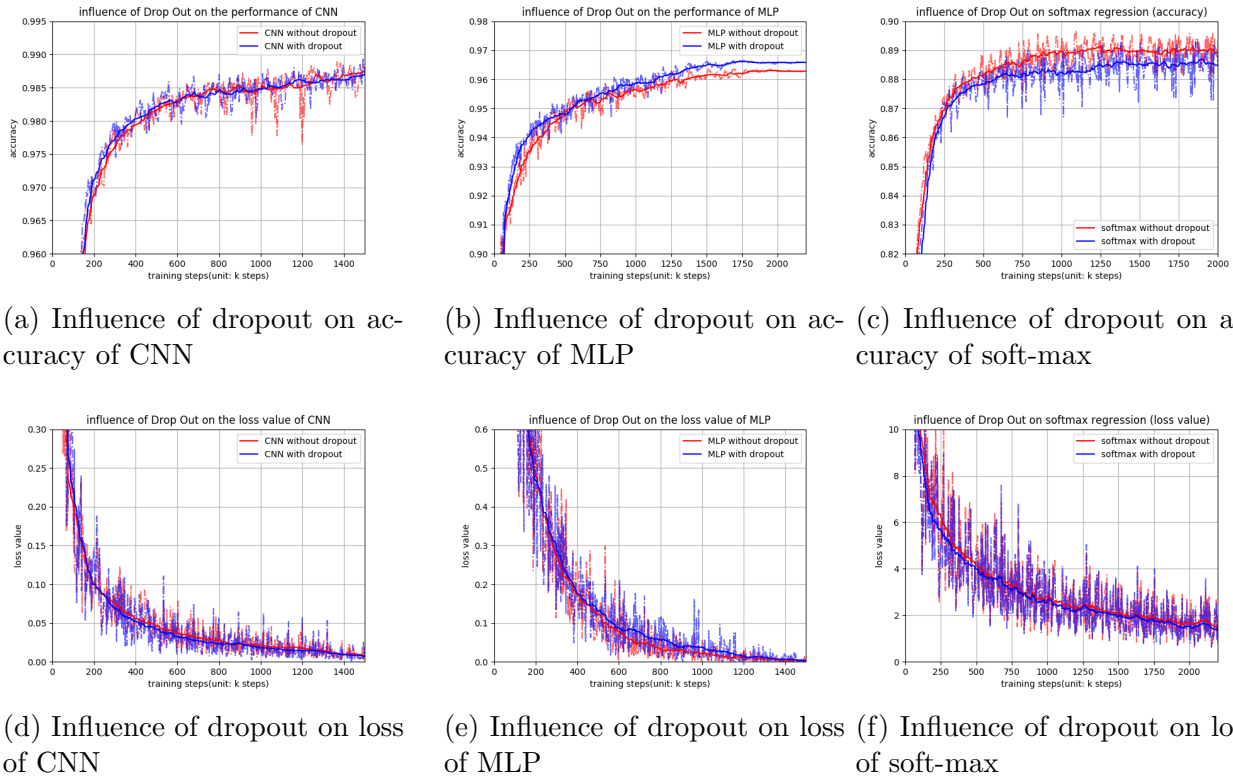 influence of Drop Out on the performance of CNN
0.995
0.990
0.985
0.980
0.975
0.970
0.965
0.960
accuracy
CNN without dropout
CNN with dropout
200 400 600 800 1000 1200 1400
training steps(unit: k steps)
(a) Influence of dropout on ac-
curacy of CNN
influence of Drop Out on the performance of MLP
0.98
0.97
0.96
0.95
0.94
0.93
0.92
0.91
0.90
accuracy
MLP without dropout
MLP with dropout
0 250 500 750 1000 1250 1500 1750 2000
training steps(unit: k steps)
(b) Influence of dropout on ac-
curacy of MLP
influence of Drop Out on softmax regression (accuracy)
0.90
0.89
0.88
0.87
0.86
0.85
0.84
0.83
0.82
accuracy
softmax without dropout
softmax with dropout
0 250 500 750 1000 1250 1500 1750 2000
training steps(unit: k steps)
(c) Influence of dropout on a
curacy of soft-max
influence of Drop Out on the loss value of CNN
0.30
0.25
0.20
0.15
0.10
0.05
0.00
loss value
CNN without dropout
CNN with dropout
200 400 600 800 1000 1200 1400
training steps(unit: k steps)
(d) Influence of dropout on loss
of CNN
influence of Drop Out on the loss value of MLP
0.6
0.5
0.4
0.3
0.2
0.1
0.0
loss value
MLP without dropout
MLP with dropout
200 400 600 800 1000 1200 1400
training steps(unit: k steps)
(e) Influence of dropout on loss
of MLP
influence of Drop Out on softmax regression (loss value)
10
8
6
4
2
0
loss value
softmax without dropout
softmax with dropout
250 500 750 1000 1250 1500 1750 2000
training steps(unit: k steps)
(f) Influence of dropout on lo
of soft-max